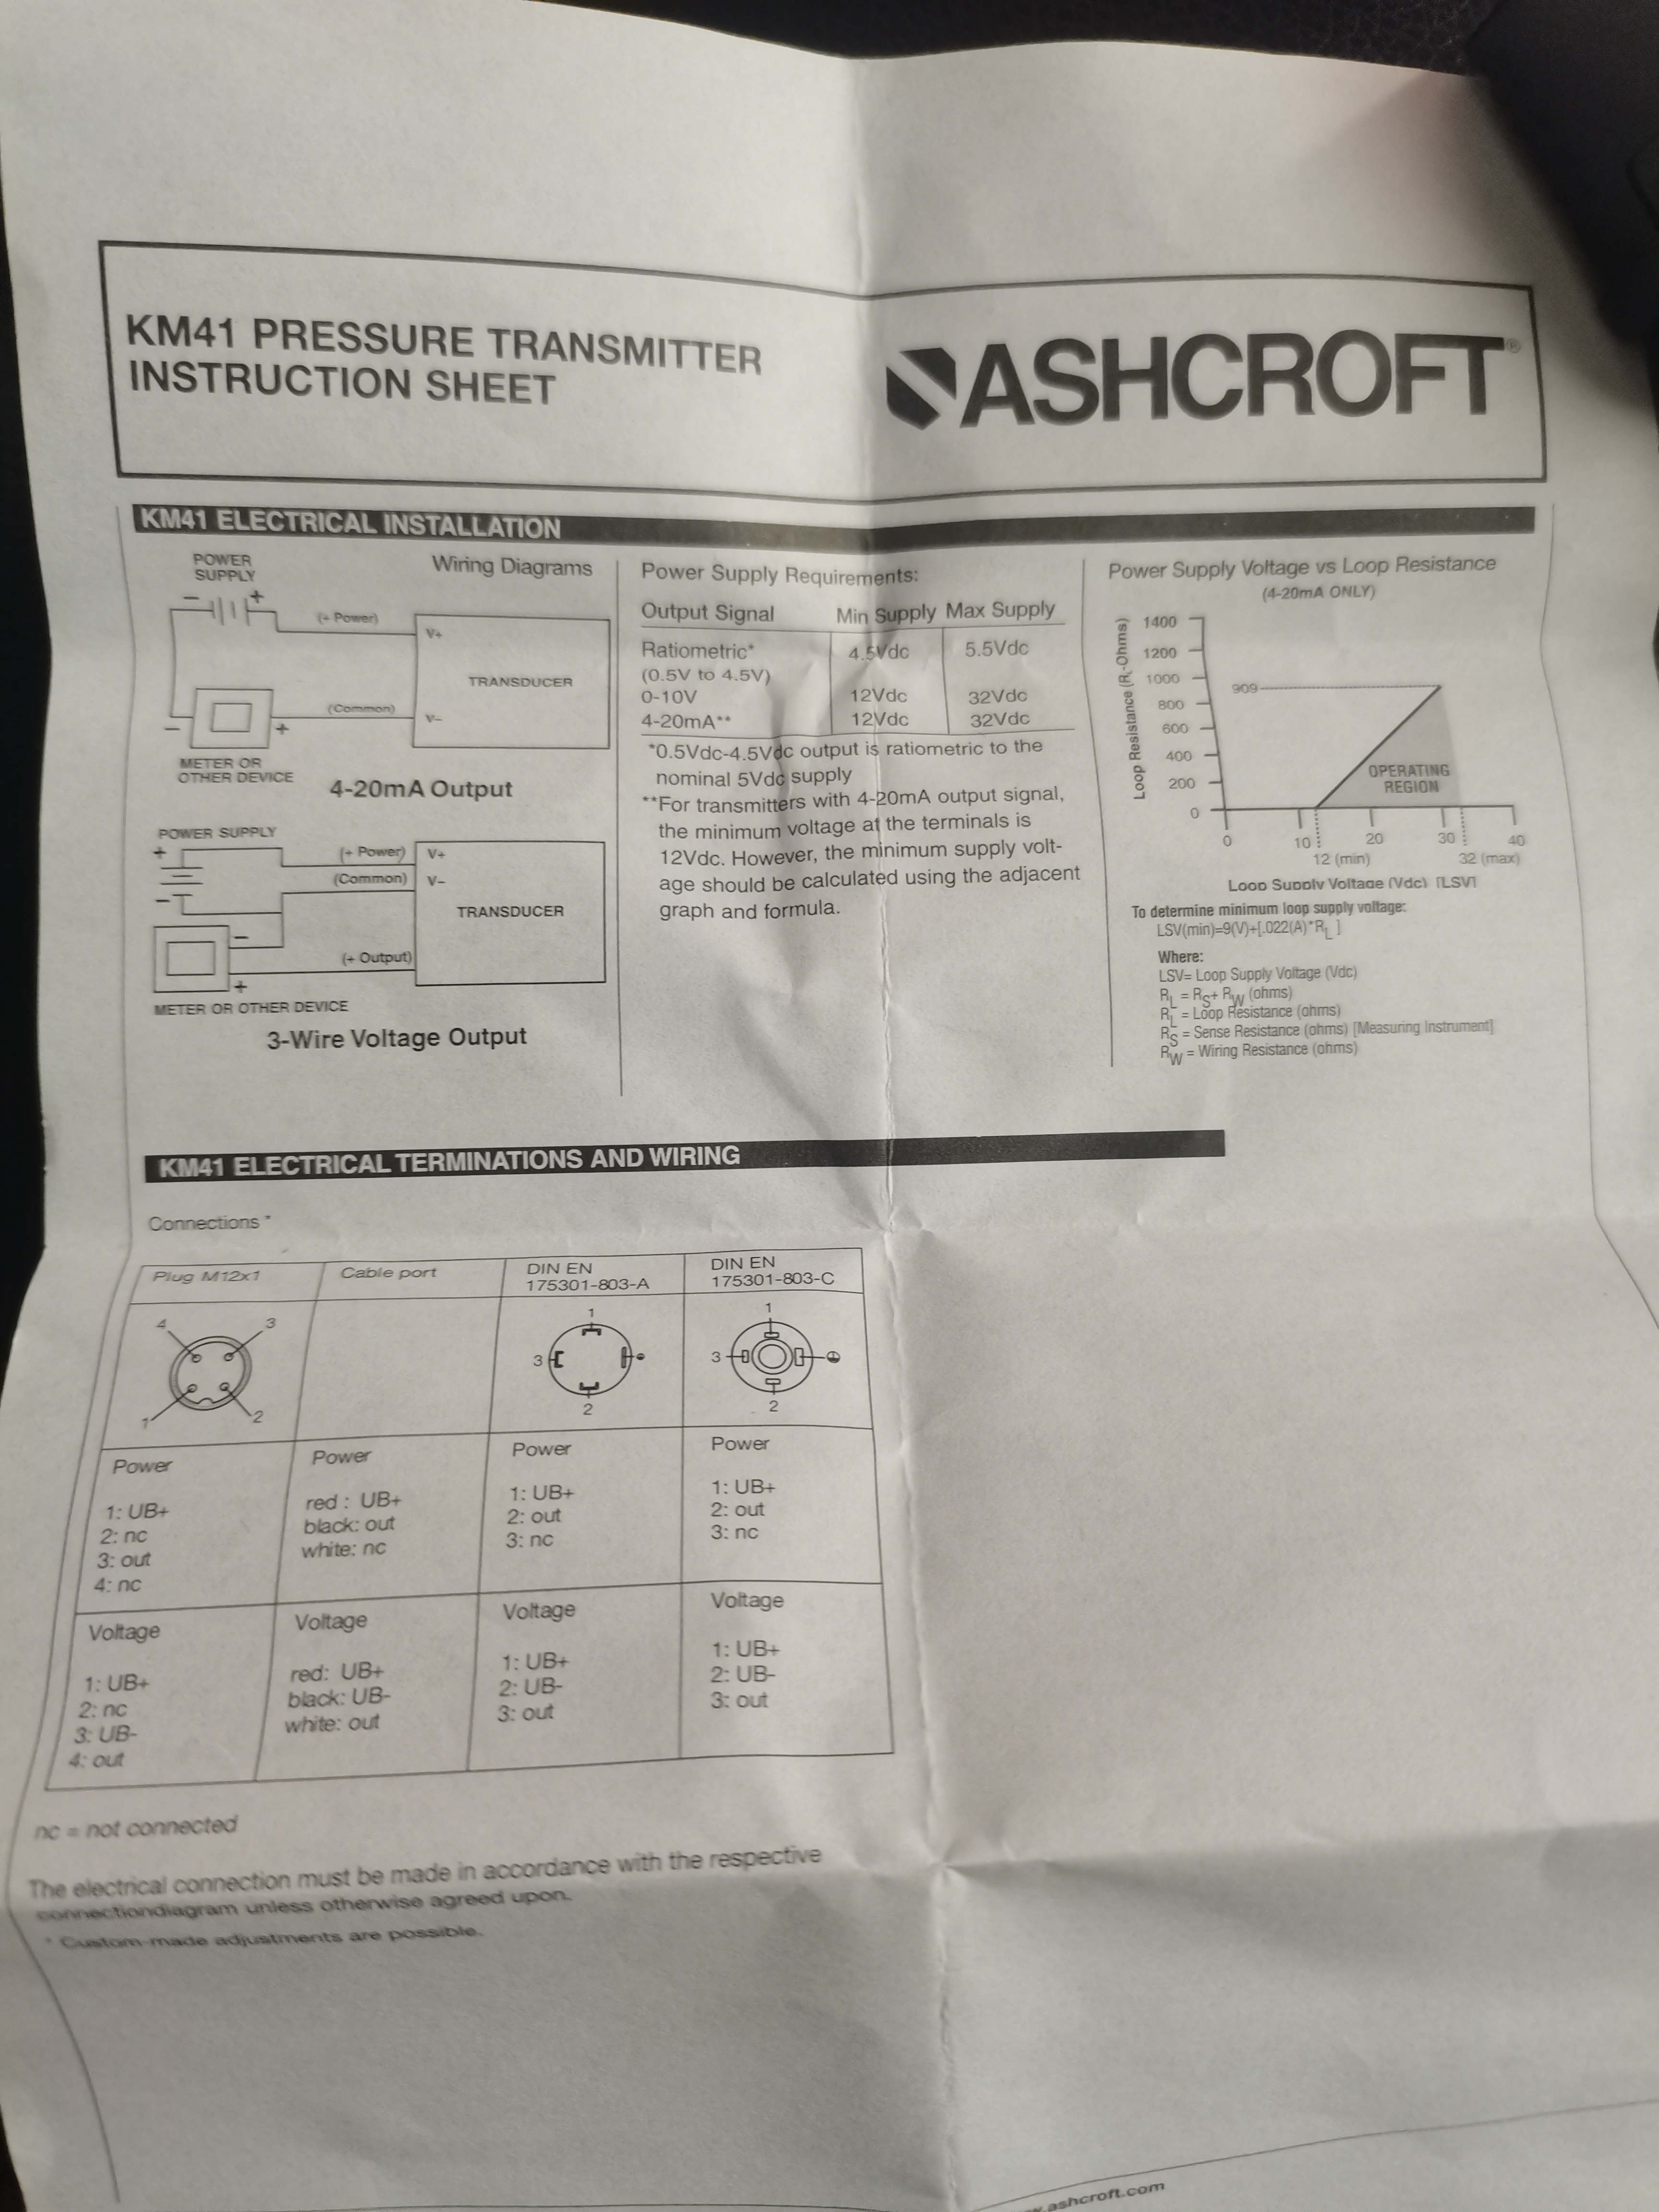 KM41 PRESSURE TRANSMITTER
INSTRUCTION SHEET
ASHCROFT®
KM41 ELECTRICAL INSTALLATION
Wiring Diagrams
POWER
SUPPLY
− +
(+ Power)
V+
TRANSDUCER
(Common)
V−
− +
METER OR
OTHER DEVICE
4-20mA Output
POWER SUPPLY
+
(+ Power)
V+
(Common)
V−
−
TRANSDUCER
−
(+ Output)
+
METER OR OTHER DEVICE
3-Wire Voltage Output
Power Supply Requirements:
Output Signal Min Supply Max Supply
Ratiometric* 4.5Vdc 5.5Vdc
(0.5V to 4.5V)
0-10V 12Vdc 32Vdc
4-20mA** 12Vdc 32Vdc
*0.5Vdc-4.5Vdc output is ratiometric to the
nominal 5Vdc supply
**For transmitters with 4-20mA output signal,
the minimum voltage at the terminals is
12Vdc. However, the minimum supply volt-
age should be calculated using the adjacent
graph and formula.
Power Supply Voltage vs Loop Resistance
(4-20mA ONLY)
Loop Resistance (RL-Ohms)
1400
1200
1000
909
800
600
400
200
0
OPERATING
REGION
0 10 20 30 40
12 (min) 32 (max)
Loop Supply Voltage (Vdc) [LSV]
To determine minimum loop supply voltage:
LSV(min)=9(V)+[.022(A)*RL ]
Where:
LSV= Loop Supply Voltage (Vdc)
RL = RS+ RW (ohms)
RL = Loop Resistance (ohms)
RS = Sense Resistance (ohms) [Measuring Instrument]
RW = Wiring Resistance (ohms)
KM41 ELECTRICAL TERMINATIONS AND WIRING
Connections *
Plug M12x1
4 3
1 2
Power
1: UB+
2: nc
3: out
4: nc
Voltage
1: UB+
2: nc
3: UB-
4: out
Cable port
Power
red : UB+
black: out
white: nc
Voltage
red: UB+
black: UB-
white: out
DIN EN
175301-803-A
1
3
2
Power
1: UB+
2: out
3: nc
Voltage
1: UB+
2: UB-
3: out
DIN EN
175301-803-C
1
3
2
Power
1: UB+
2: out
3: nc
Voltage
1: UB+
2: UB-
3: out
nc = not connected
The electrical connection must be made in accordance with the respective
connectiondiagram unless otherwise agreed upon.
* Custom-made adjustments are possible.
.ashcroft.com